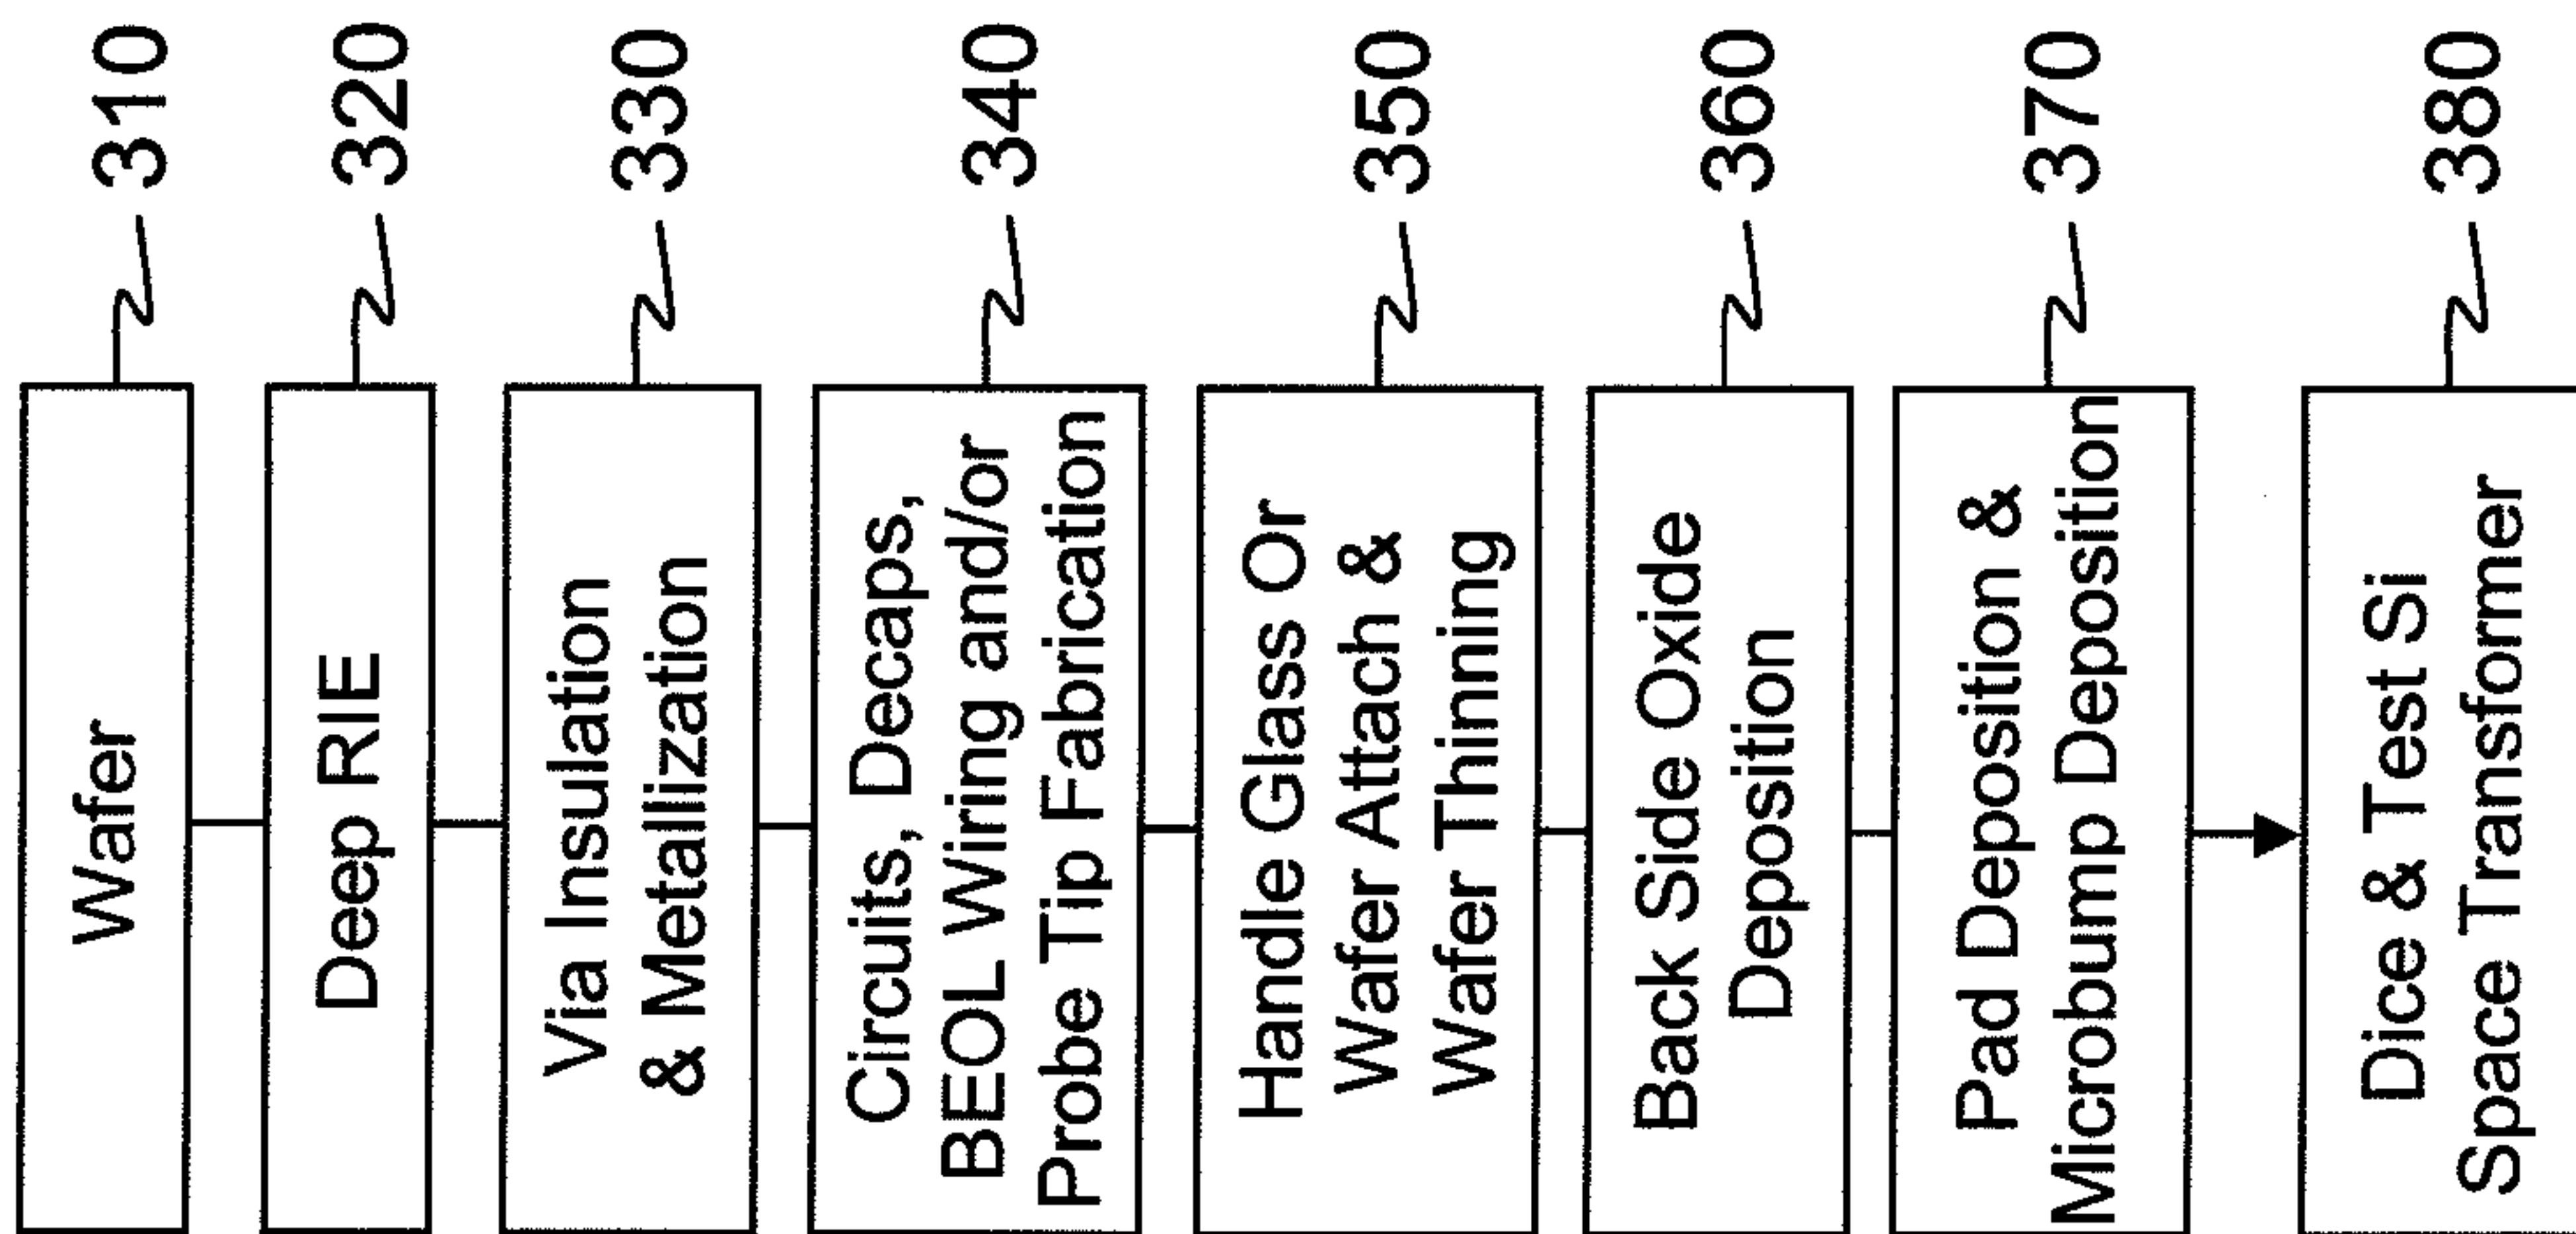 Wafer
310
Deep RIE
320
Via Insulation
& Metallization
330
Circuits, Decaps,
BEOL Wiring and/or
Probe Tip Fabrication
340
Handle Glass Or
Wafer Attach &
Wafer Thinning
350
Back Side Oxide
Deposition
360
Pad Deposition &
Microbump Deposition
370
Dice & Test Si
Space Transformer
380